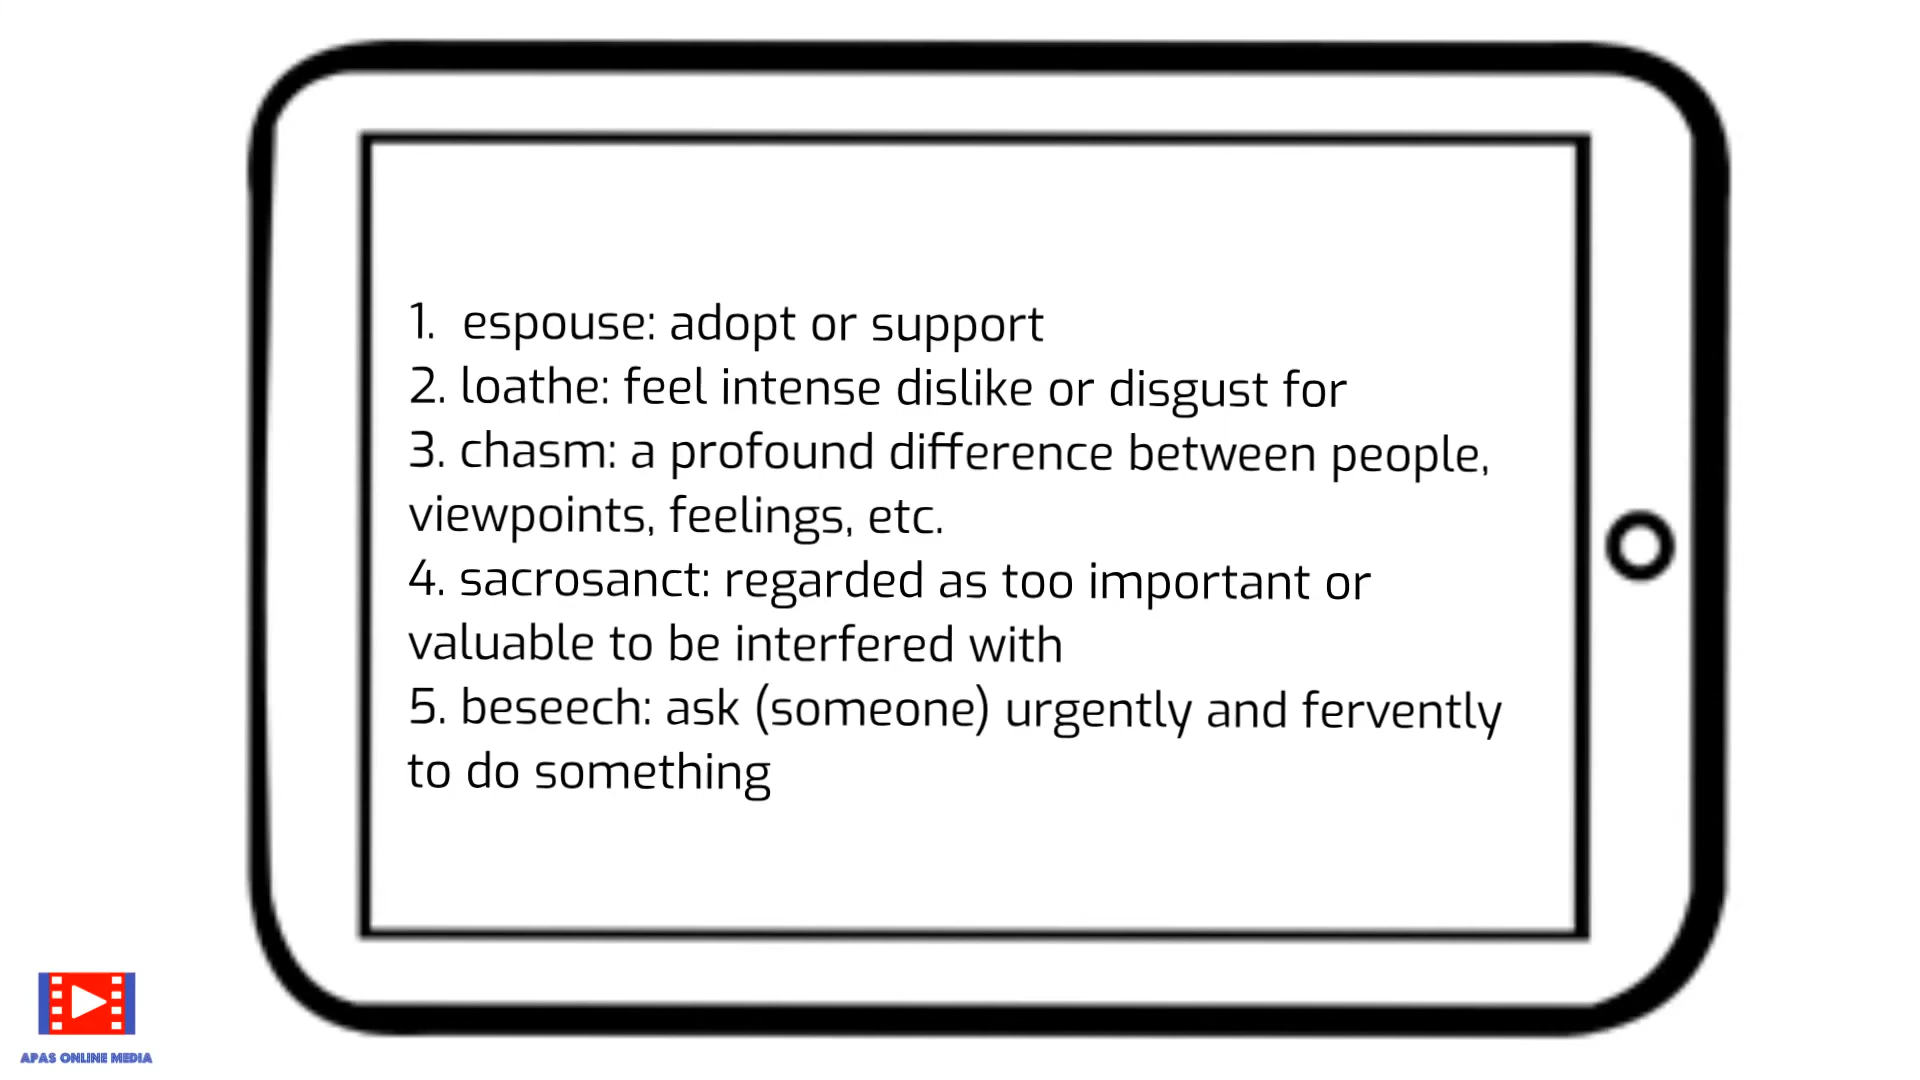 1. espouse: adopt or support
2. loathe: feel intense dislike or disgust for
3. chasm: a profound difference between people,
viewpoints, feelings, etc.
4. sacrosanct: regarded as too important or
valuable to be interfered with
5. beseech: ask (someone) urgently and fervently
to do something
APAS ONLINE MEDIA